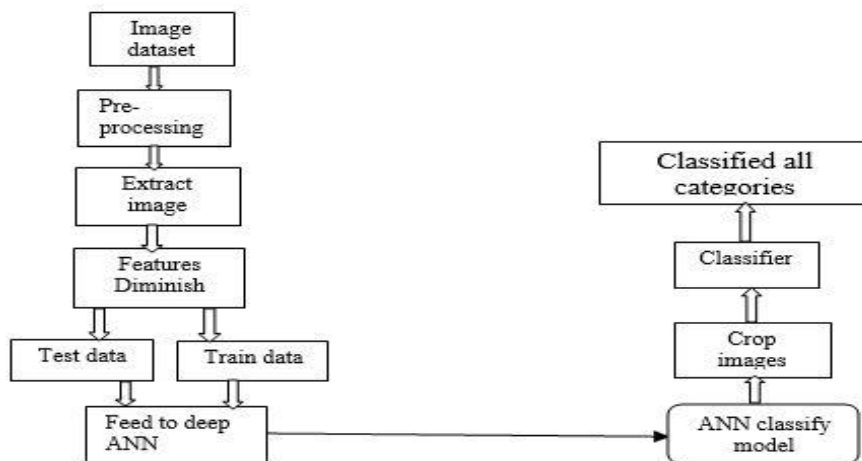 Image
dataset
Pre-
processing
Extract
image
Features
Diminish
Test data
Train data
Feed to deep
ANN
ANN classify
model
Crop
images
Classifier
Classified all
categories